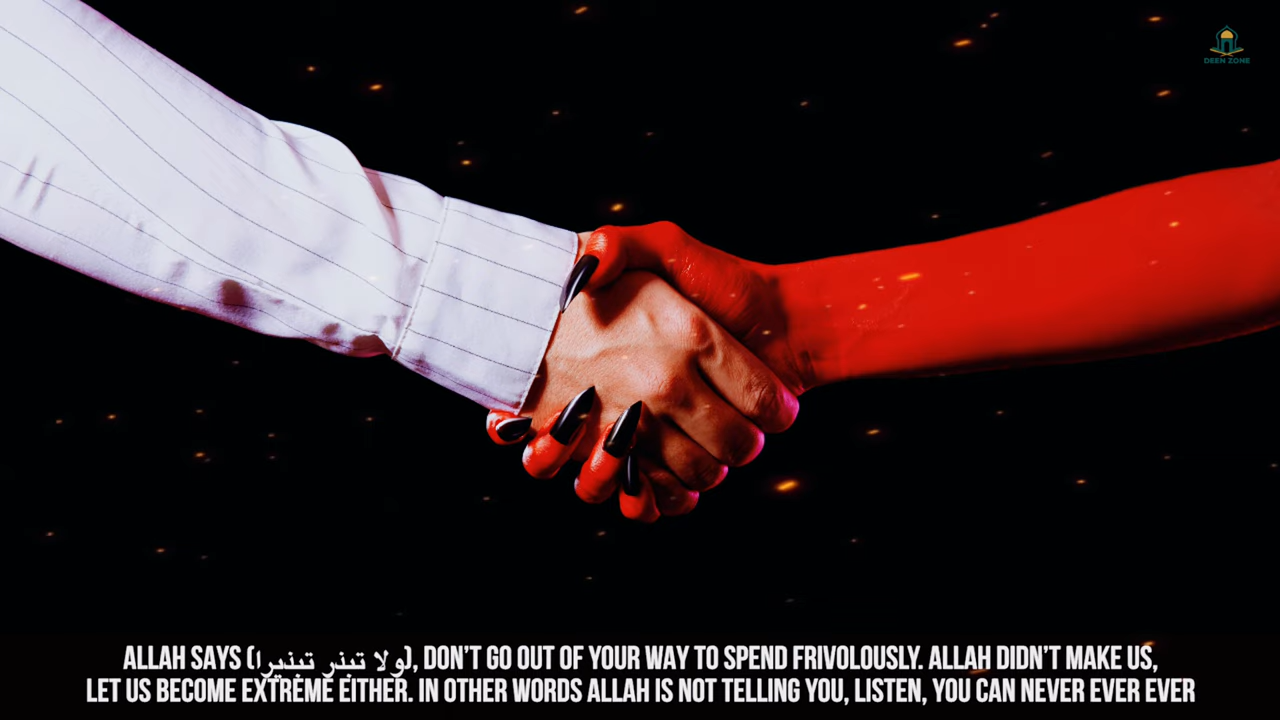 DEEN ZONE
ALLAH SAYS (ولا تبذر تبذيرا), DON'T GO OUT OF YOUR WAY TO SPEND FRIVOLOUSLY. ALLAH DIDN'T MAKE US,
LET US BECOME EXTREME EITHER. IN OTHER WORDS ALLAH IS NOT TELLING YOU, LISTEN, YOU CAN NEVER EVER EVER